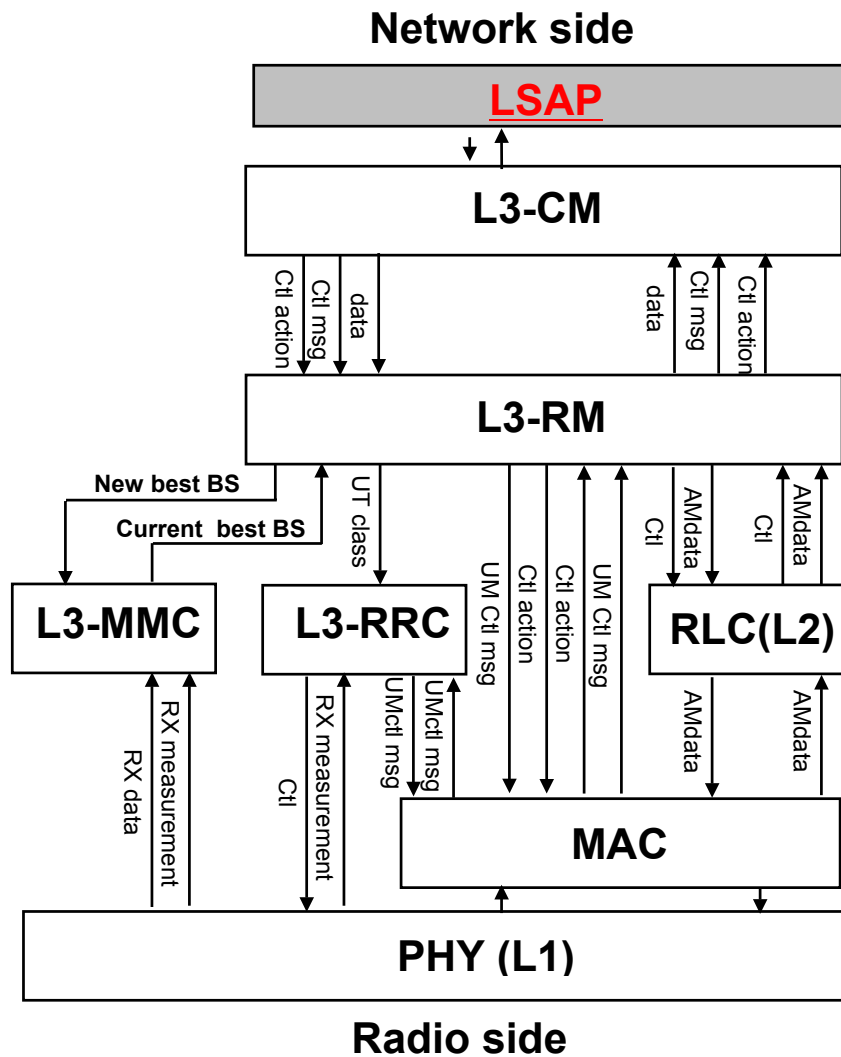 Network side
LSAP
L3-CM
Ctl action
Ctl msg
data
data
Ctl msg
Ctl action
L3-RM
New best BS
Current best BS
UT class
UM Ctl msg
Ctl action
Ctl action
UM Ctl msg
Ctl
AMdata
Ctl
AMdata
L3-MMC
L3-RRC
RLC(L2)
RX data
RX measurement
Ctl
RX measurement
UMctl msg
UMctl msg
AMdata
AMdata
MAC
PHY (L1)
Radio side